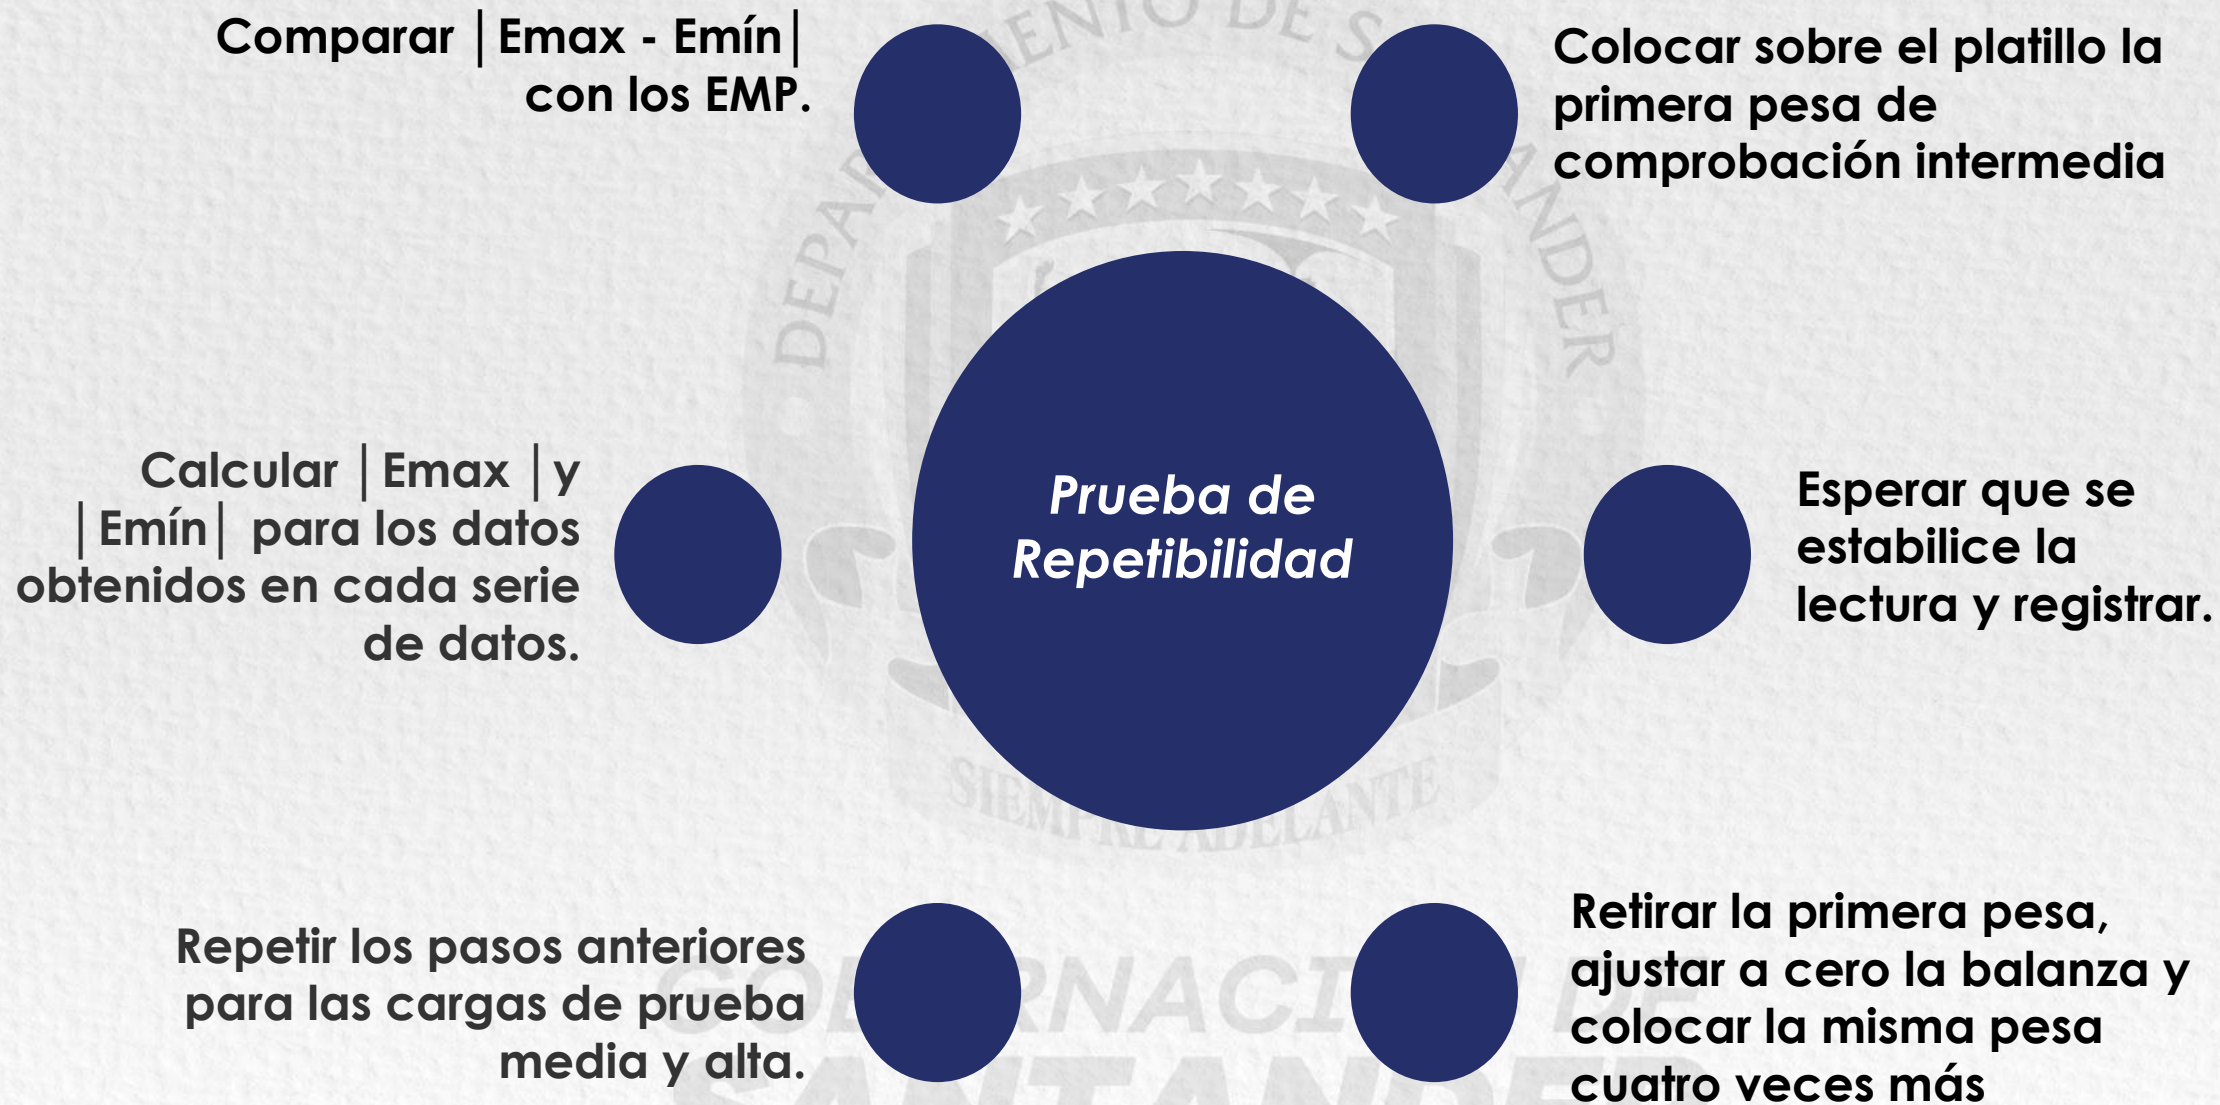 Prueba de
Repetibilidad
Colocar sobre el platillo la
primera pesa de
comprobación intermedia
Esperar que se
estabilice la
lectura y registrar.
Retirar la primera pesa,
ajustar a cero la balanza y
colocar la misma pesa
cuatro veces más
Repetir los pasos anteriores
para las cargas de prueba
media y alta.
Calcular |Emax |y
|Emín| para los datos
obtenidos en cada serie
de datos.
Comparar |Emax - Emín|
con los EMP.
SIEMPRE ADELANTE
SANTANDER